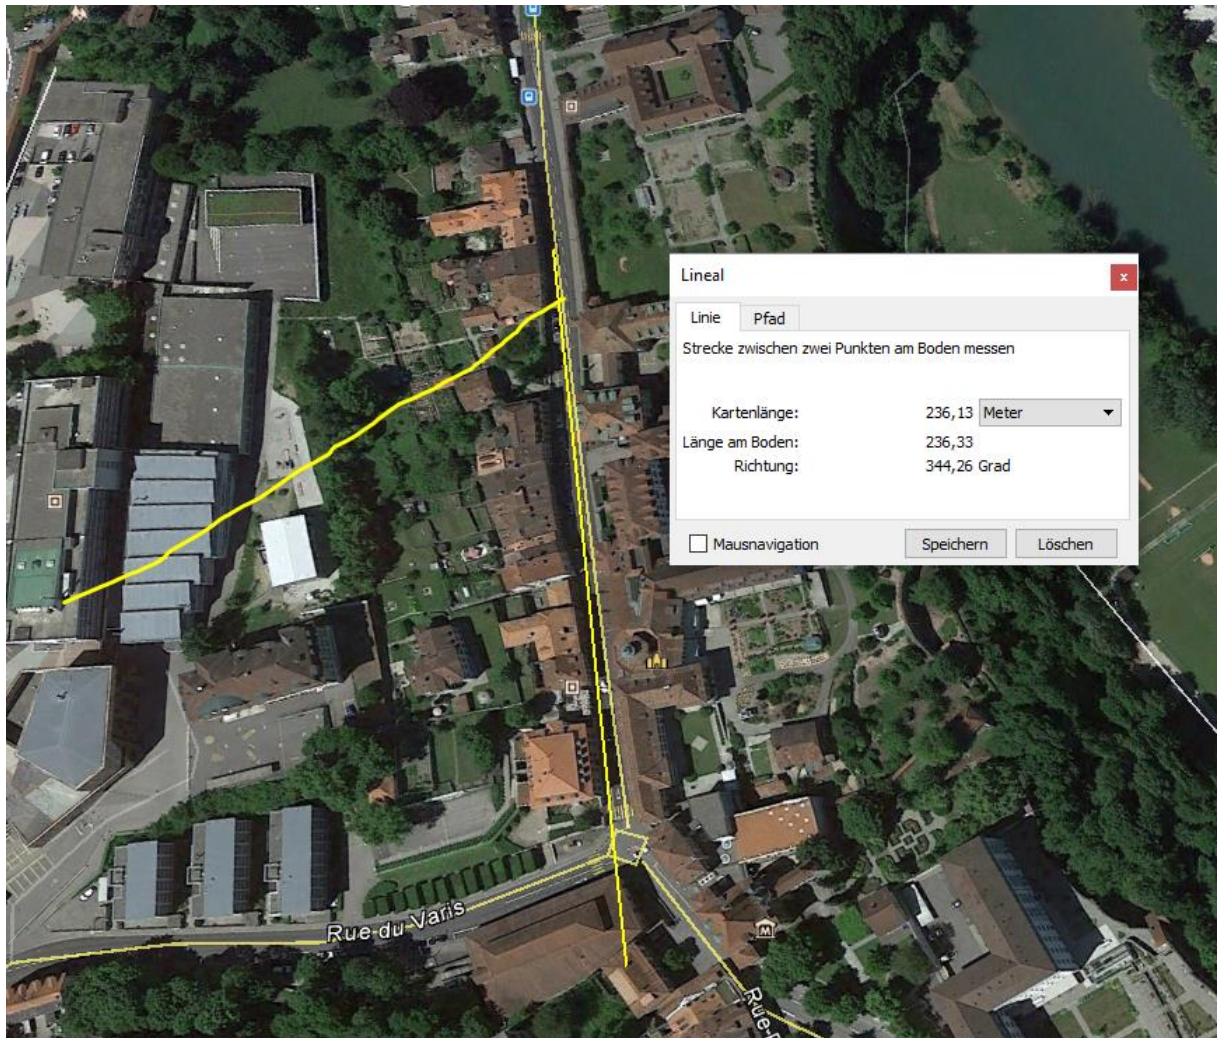 Lineal
x
Linie Pfad
Strecke zwischen zwei Punkten am Boden messen
Kartenlänge: 236,13 Meter
Länge am Boden: 236,33
Richtung: 344,26 Grad
Mausnavigation Speichern Löschen
Rue du Varis
M
Rue-